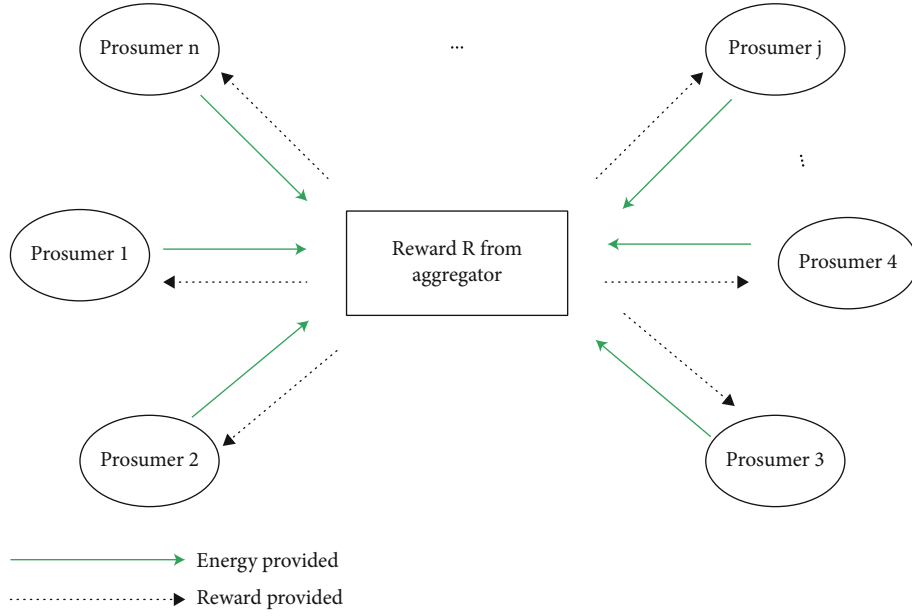 Prosumer n
...
Prosumer j
...
Prosumer 1
Reward R from
aggregator
Prosumer 4
Prosumer 2
Prosumer 3
Energy provided
Reward provided